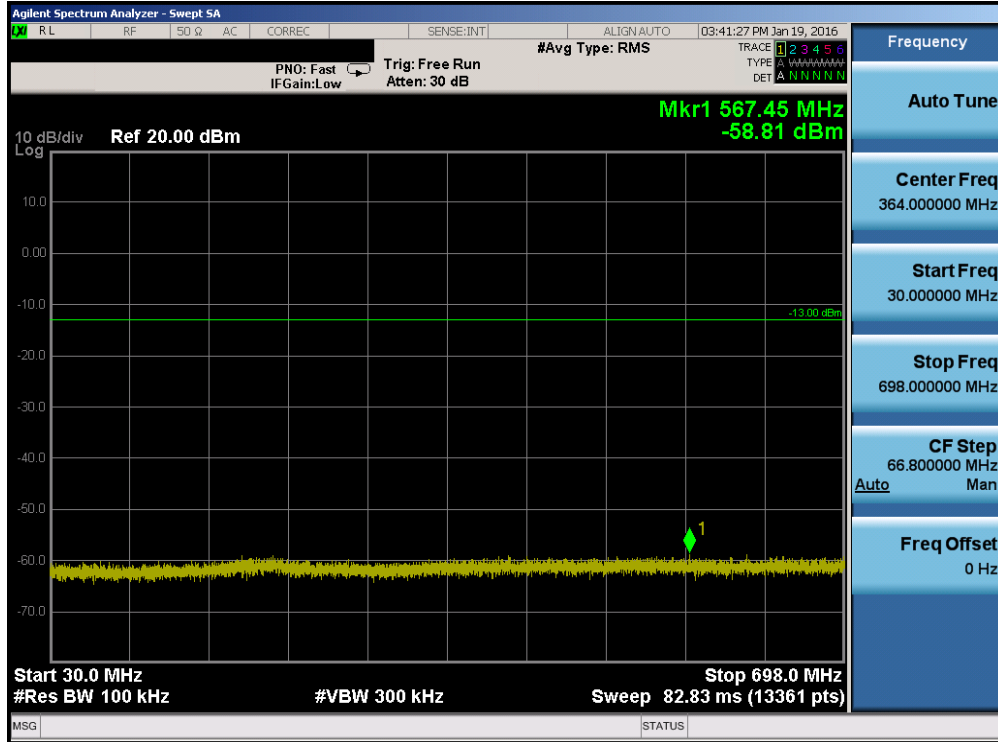 Agilent Spectrum Analyzer - Swept SA
LXI RL RF 50 Ω AC CORREC SENSE:INT ALIGNAUTO 03:41:27 PM Jan 19, 2016
#Avg Type: RMS
TRACE 1 2 3 4 5 6
TYPE A WWWWW
DET A N N N N N
PNO: Fast
IFGain:Low
Trig: Free Run
Atten: 30 dB
Mkr1 567.45 MHz
-58.81 dBm
10 dB/div Ref 20.00 dBm
Log
10.0
0.00
-10.0
-13.00 dBm
-20.0
-30.0
-40.0
-50.0
1
-60.0
-70.0
Start 30.0 MHz Stop 698.0 MHz
#Res BW 100 kHz #VBW 300 kHz Sweep 82.83 ms (13361 pts)
MSG STATUS
Frequency
Auto Tune
Center Freq
364.000000 MHz
Start Freq
30.000000 MHz
Stop Freq
698.000000 MHz
CF Step
66.800000 MHz
Auto Man
Freq Offset
0 Hz